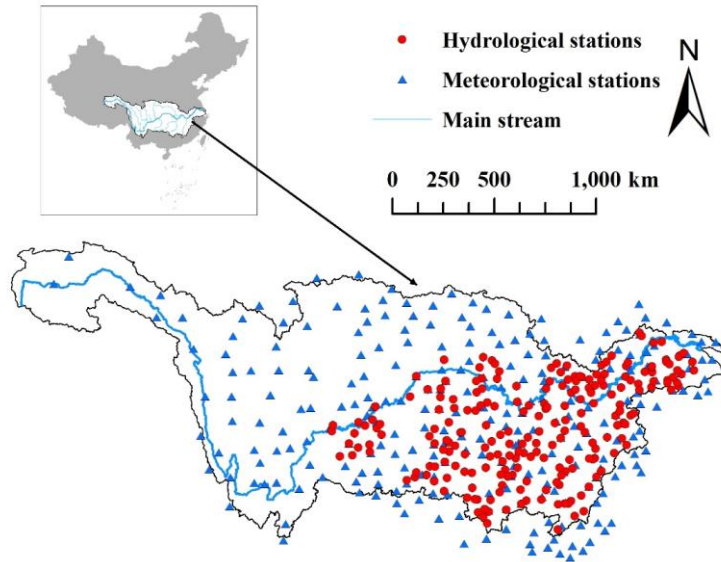 Hydrological stations
Meteorological stations
Main stream
N
0 250 500 1,000 km